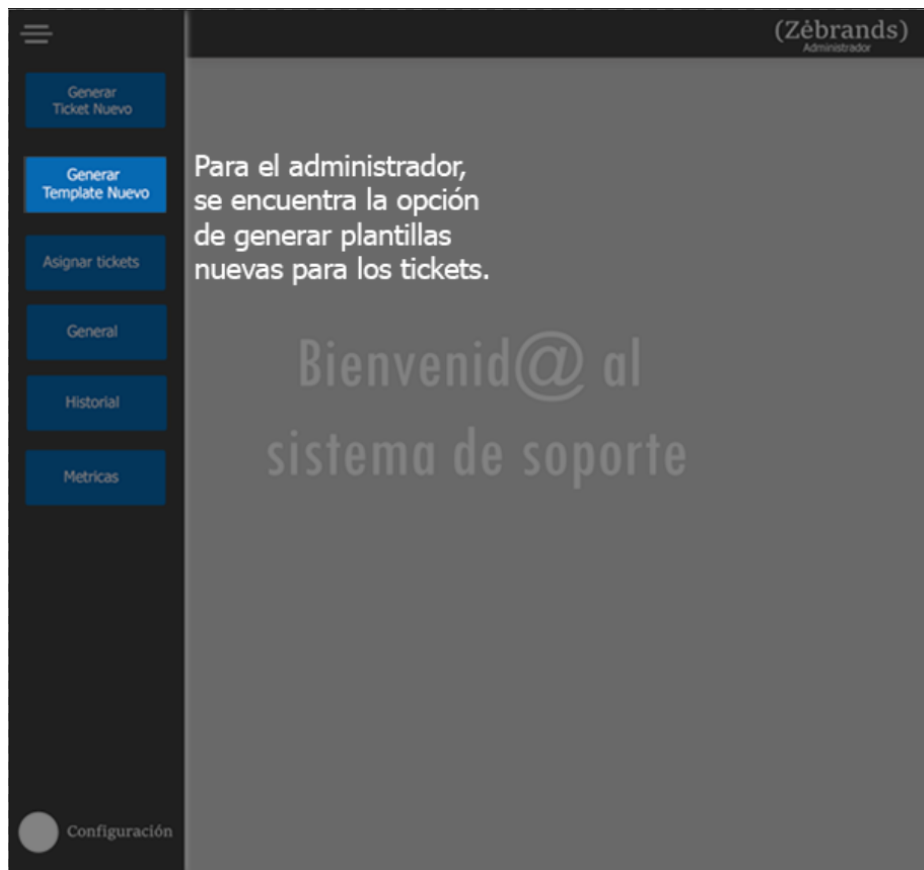 (Zėbrands)
Administrador
Generar
Ticket Nuevo
Generar
Template Nuevo
Para el administrador,
se encuentra la opción
de generar plantillas
nuevas para los tickets.
Asignar tickets
General
Historial
Metricas
Bienvenid@ al
sistema de soporte
Configuración